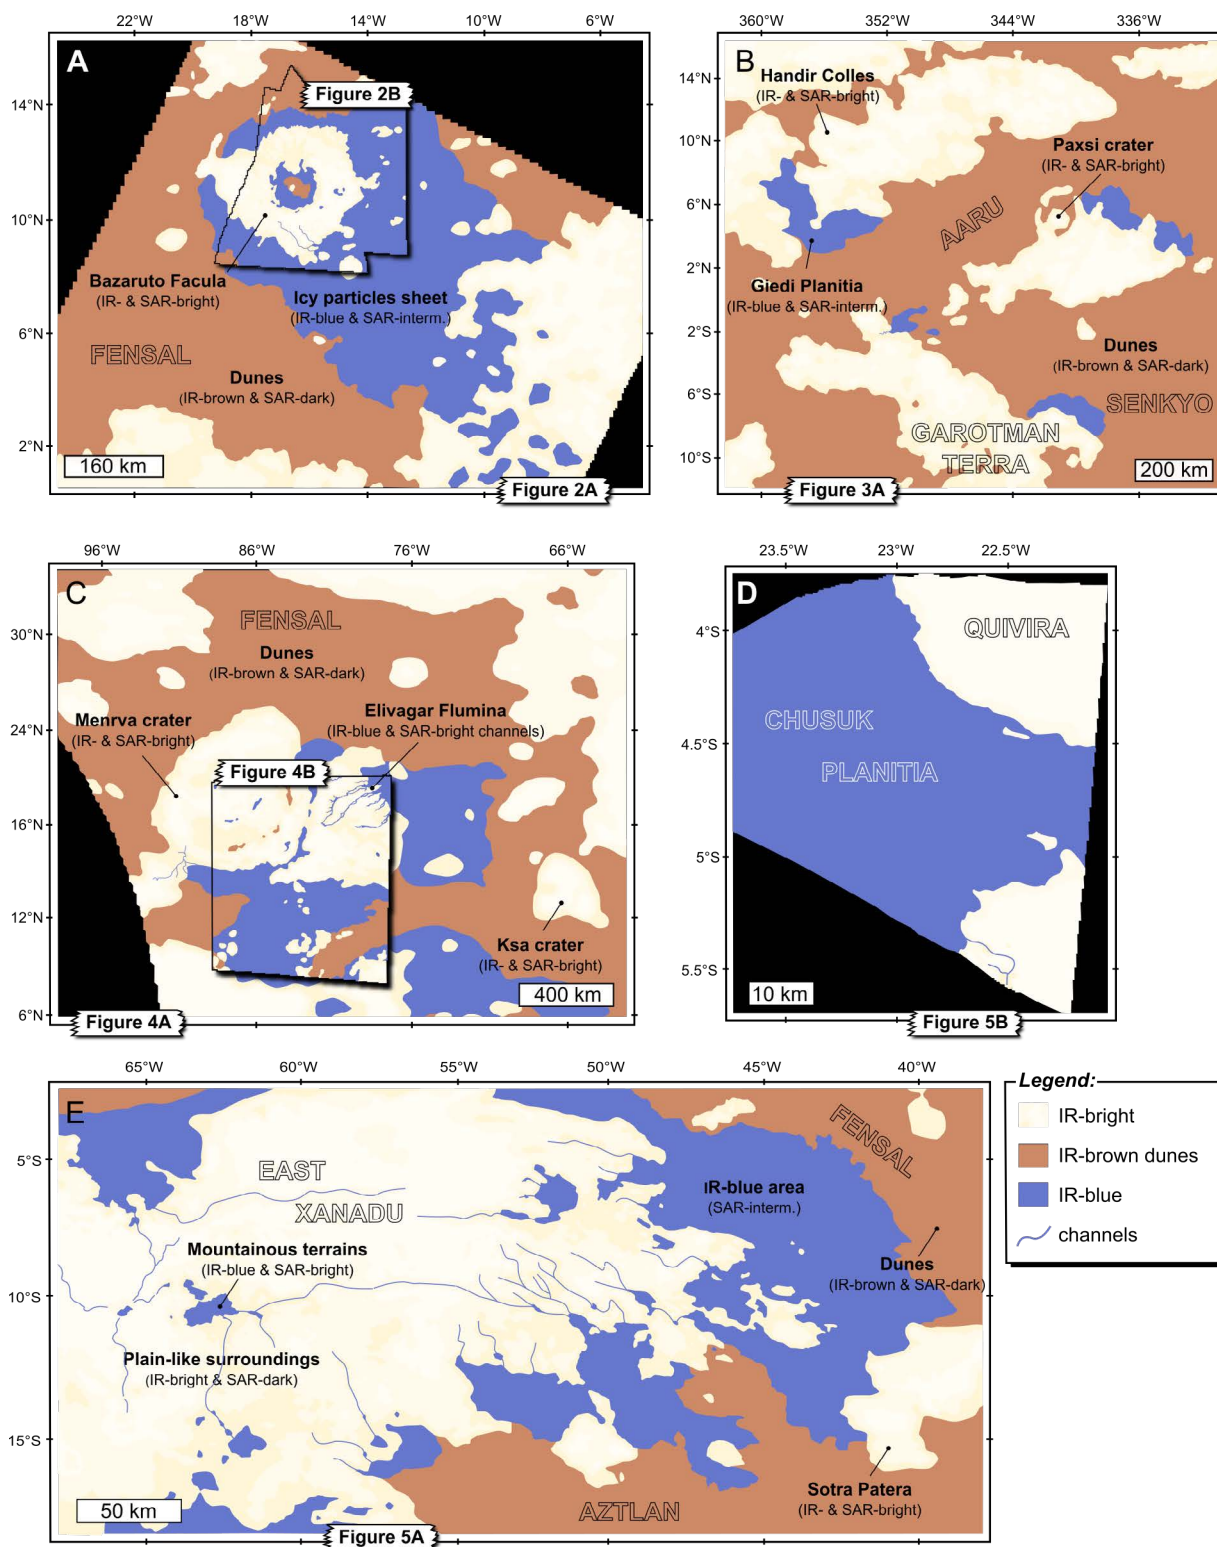 22°W 18°W 14°W 10°W 6°W
A
14°N
10°N
6°N
2°N
Figure 2B
Bazaruto Facula
(IR- & SAR-bright)
Icy particles sheet
(IR-blue & SAR-interm.)
FENSAL
Dunes
(IR-brown & SAR-dark)
160 km
Figure 2A
360°W 352°W 344°W 336°W
B
14°N
10°N
6°N
2°N
2°S
6°S
10°S
Handir Colles
(IR- & SAR-bright)
Paxsi crater
(IR- & SAR-bright)
AARU
Giedi Planitia
(IR-blue & SAR-interm.)
Dunes
(IR-brown & SAR-dark)
SENKYO
GAROTMAN
TERRA
200 km
Figure 3A
96°W 86°W 76°W 66°W
C
30°N
24°N
16°N
12°N
6°N
FENSAL
Dunes
(IR-brown & SAR-dark)
Menrva crater
(IR- & SAR-bright)
Elivagar Flumina
(IR-blue & SAR-bright channels)
Figure 4B
Ksa crater
(IR- & SAR-bright)
400 km
Figure 4A
23.5°W 23°W 22.5°W
D
4°S
4.5°S
5°S
5.5°S
QUIVIRA
CHUSUK
PLANITIA
10 km
Figure 5B
65°W 60°W 55°W 50°W 45°W 40°W
E
5°S
10°S
15°S
FENSAL
EAST
XANADU
IR-blue area
(SAR-interm.)
Mountainous terrains
(IR-blue & SAR-bright)
Dunes
(IR-brown & SAR-dark)
Plain-like surroundings
(IR-bright & SAR-dark)
Sotra Patera
(IR- & SAR-bright)
AZTLAN
50 km
Figure 5A
Legend:
IR-bright
IR-brown dunes
IR-blue
channels